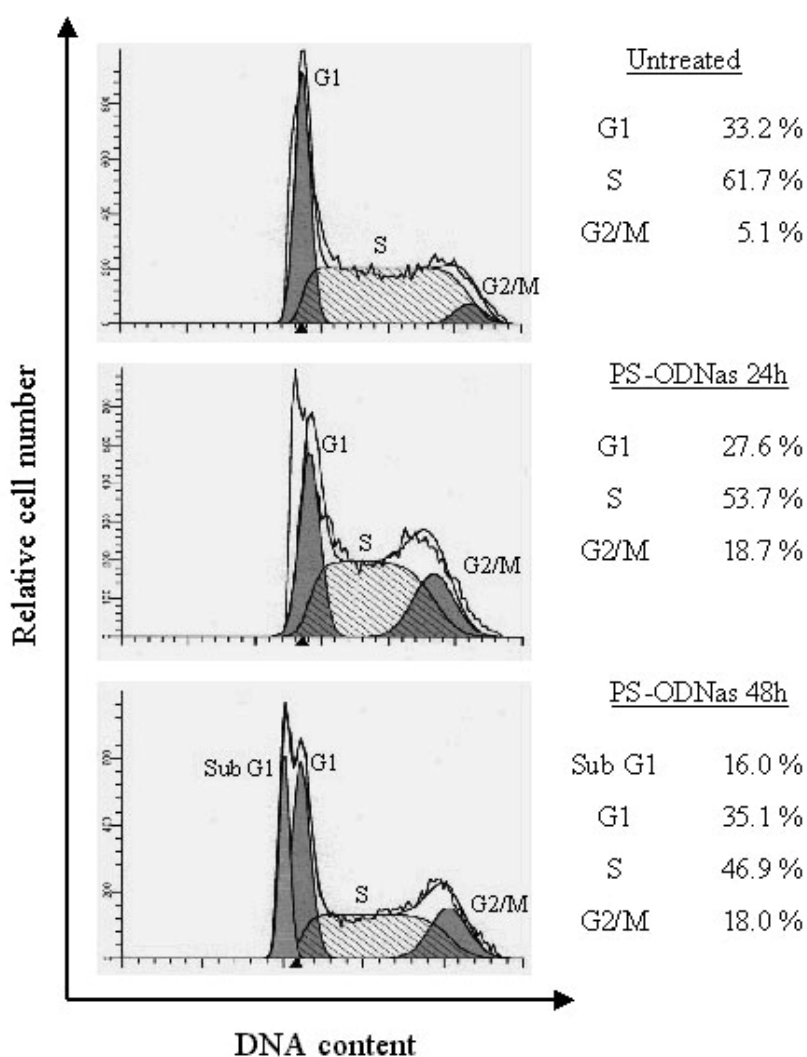 Relative cell number
DNA content
G1
S
G2/M
Untreated
G1 33.2 %
S 61.7 %
G2/M 5.1 %
G1
S
G2/M
PS-ODNas 24h
G1 27.6 %
S 53.7 %
G2/M 18.7 %
Sub G1 G1
S
G2/M
PS-ODNas 48h
Sub G1 16.0 %
G1 35.1 %
S 46.9 %
G2/M 18.0 %